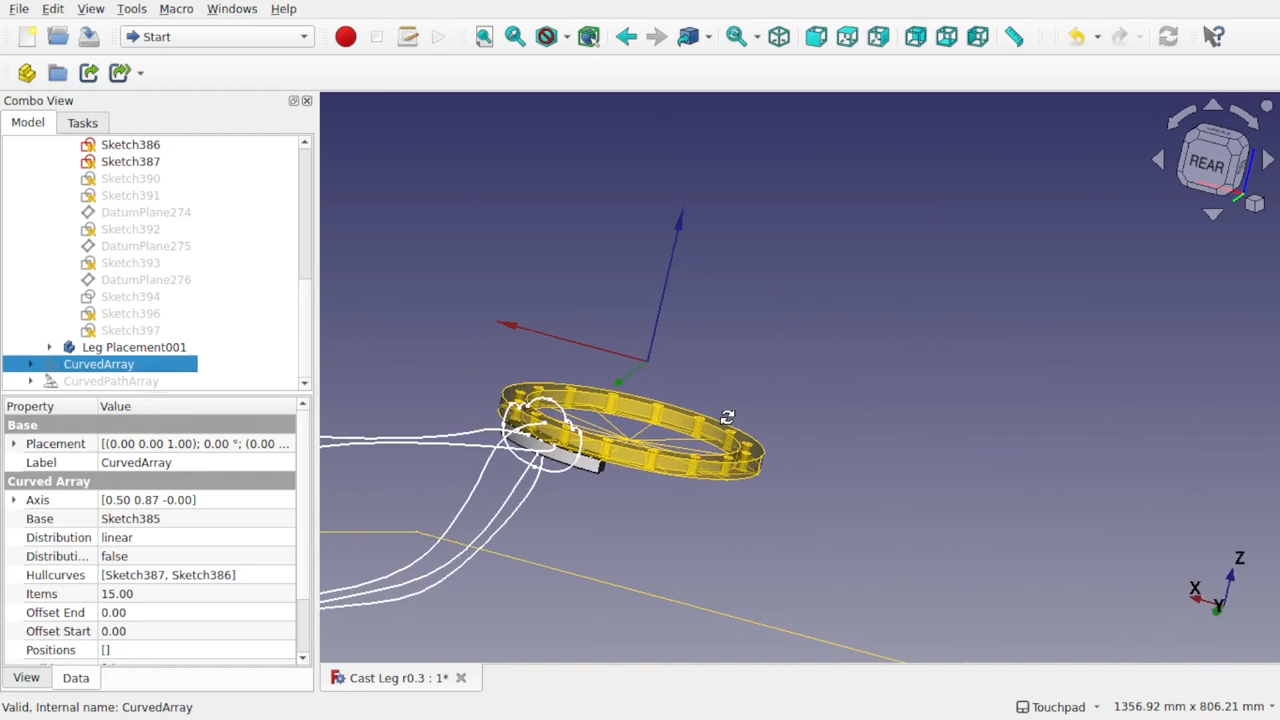 File Edit View Tools Macro Windows Help
Start
Combo View
Model Tasks
Sketch386
Sketch387
Sketch390
Sketch391
DatumPlane274
Sketch392
DatumPlane275
Sketch393
DatumPlane276
Sketch394
Sketch396
Sketch397
Leg Placement001
CurvedArray
CurvedPathArray
Property Value
Base
Placement [(0.00 0.00 1.00); 0.00 °; (0.00 ...
Label CurvedArray
Curved Array
Axis [0.50 0.87 -0.00]
Base Sketch385
Distribution linear
Distributi... false
Hullcurves [Sketch387, Sketch386]
Items 15.00
Offset End 0.00
Offset Start 0.00
Positions []
View Data
REAR
Z
X
Y
Cast Leg r0.3 : 1*
Valid, Internal name: CurvedArray
Touchpad 1356.92 mm x 806.21 mm